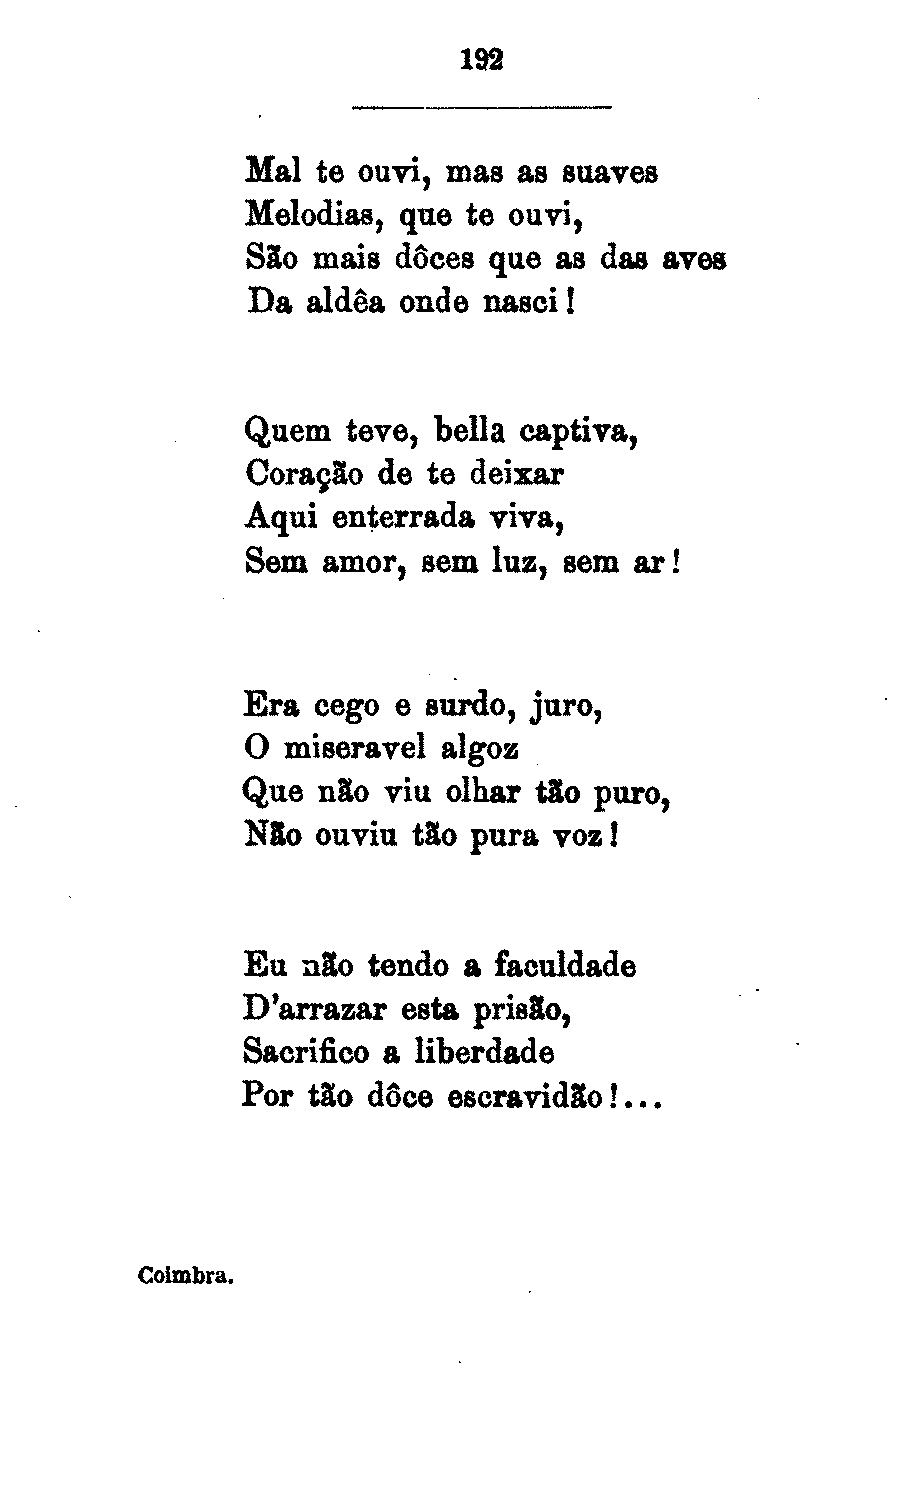 192
Mal te ouvi, mas as suaves
Melodias, que te ouvi,
São mais dôces que as das aves
Da aldêa onde nasci!
Quem teve, bella captiva,
Coração de te deixar
Aqui enterrada viva,
Sem amor, sem luz, sem ar!
Era cego e surdo, juro,
O miseravel algoz
Que não viu olhar tão puro,
Não ouviu tão pura voz!
Eu não tendo a faculdade
D'arrazar esta prisão,
Sacrifico a liberdade
Por tão dôce escravidão!...
Coimbra.